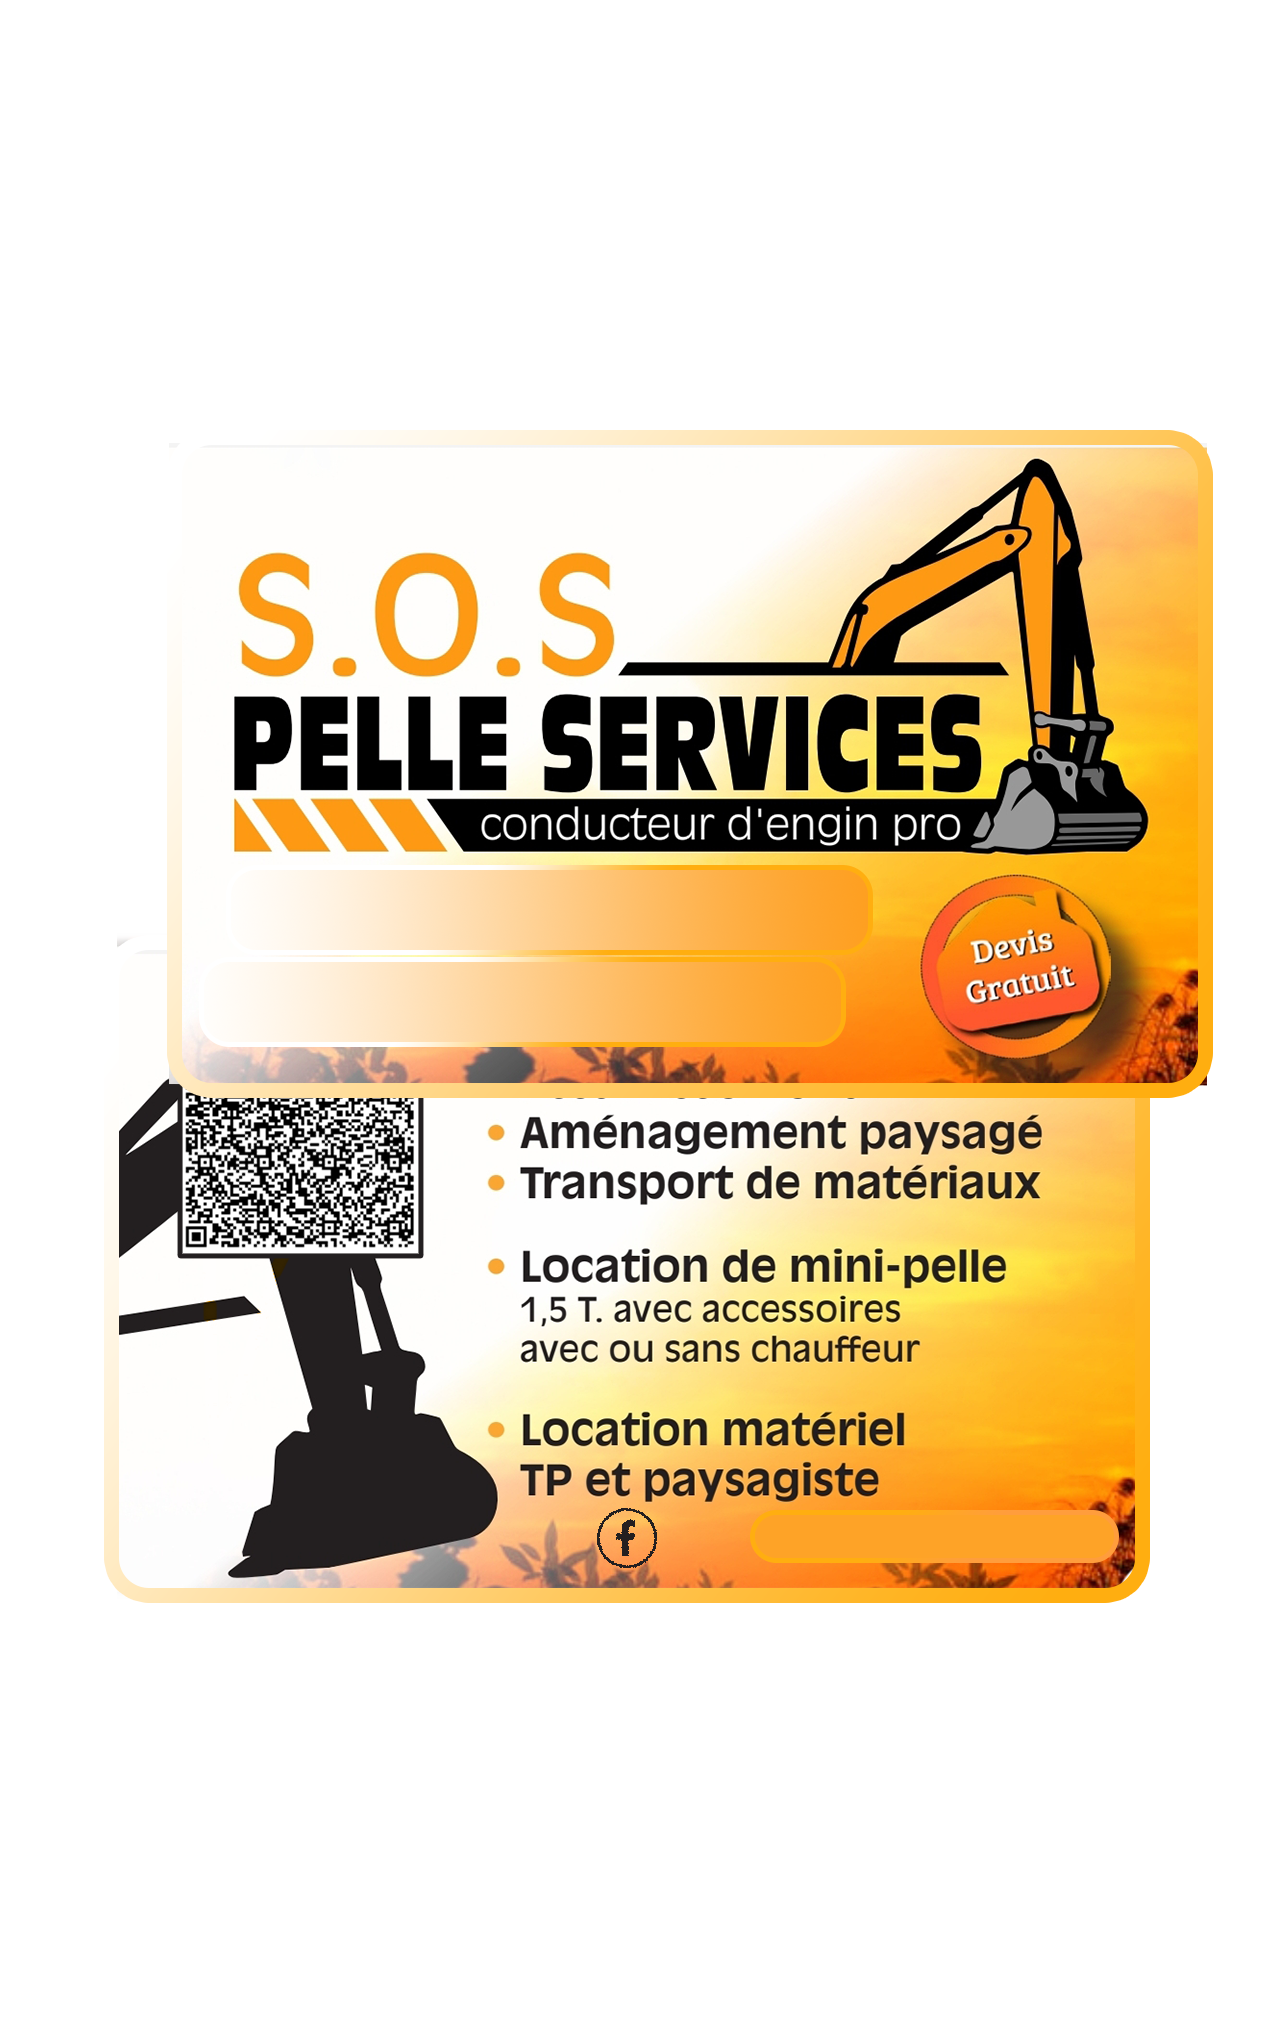 S.O.S
PELLE SERVICES
conducteur d'engin pro
Devis
Gratuit
• Aménagement paysagé
• Transport de matériaux
• Location de mini-pelle
1,5 T. avec accessoires
avec ou sans chauffeur
• Location matériel
TP et paysagiste
f